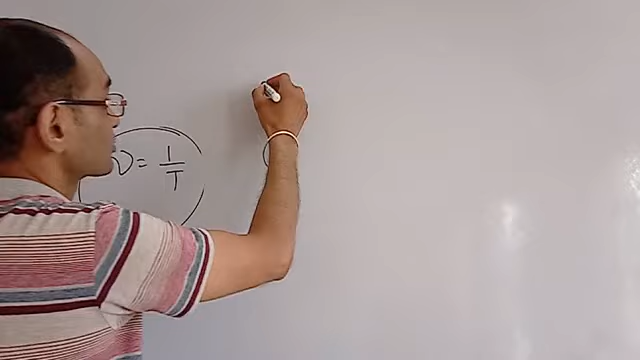 ν = 1/T